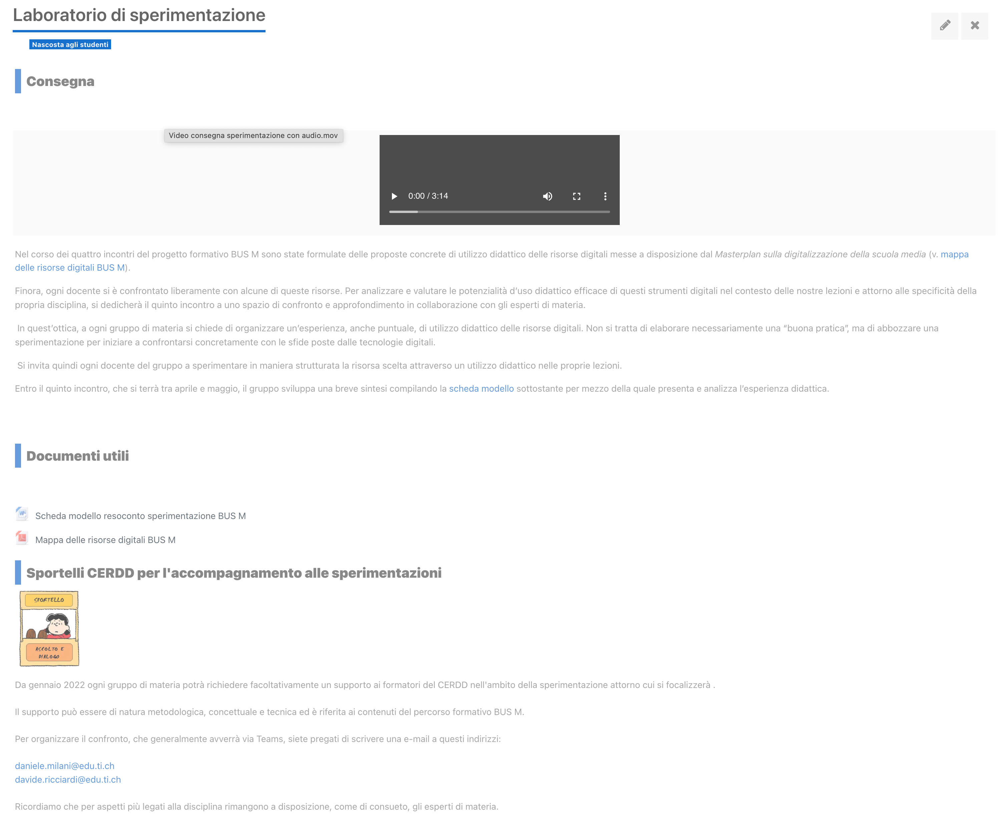 Laboratorio di sperimentazione
Nascosta agli studenti
Consegna
Video consegna sperimentazione con audio.mov
0:00 / 3:14
Nel corso dei quattro incontri del progetto formativo BUS M sono state formulate delle proposte concrete di utilizzo didattico delle risorse digitali messe a disposizione dal Masterplan sulla digitalizzazione della scuola media (v. mappa
delle risorse digitali BUS M).
Finora, ogni docente si è confrontato liberamente con alcune di queste risorse. Per analizzare e valutare le potenzialità d’uso didattico efficace di questi strumenti digitali nel contesto delle nostre lezioni e attorno alle specificità della
propria disciplina, si dedicherà il quinto incontro a uno spazio di confronto e approfondimento in collaborazione con gli esperti di materia.
In quest’ottica, a ogni gruppo di materia si chiede di organizzare un’esperienza, anche puntuale, di utilizzo didattico delle risorse digitali. Non si tratta di elaborare necessariamente una “buona pratica”, ma di abbozzare una
sperimentazione per iniziare a confrontarsi concretamente con le sfide poste dalle tecnologie digitali.
Si invita quindi ogni docente del gruppo a sperimentare in maniera strutturata la risorsa scelta attraverso un utilizzo didattico nelle proprie lezioni.
Entro il quinto incontro, che si terrà tra aprile e maggio, il gruppo sviluppa una breve sintesi compilando la scheda modello sottostante per mezzo della quale presenta e analizza l’esperienza didattica.
Documenti utili
Scheda modello resoconto sperimentazione BUS M
Mappa delle risorse digitali BUS M
Sportelli CERDD per l'accompagnamento alle sperimentazioni
SPORTELLO
ASCOLTO E
DIALOGO
Da gennaio 2022 ogni gruppo di materia potrà richiedere facoltativamente un supporto ai formatori del CERDD nell'ambito della sperimentazione attorno cui si focalizzerà .
Il supporto può essere di natura metodologica, concettuale e tecnica ed è riferita ai contenuti del percorso formativo BUS M.
Per organizzare il confronto, che generalmente avverrà via Teams, siete pregati di scrivere una e-mail a questi indirizzi:
daniele.milani@edu.ti.ch
davide.ricciardi@edu.ti.ch
Ricordiamo che per aspetti più legati alla disciplina rimangono a disposizione, come di consueto, gli esperti di materia.